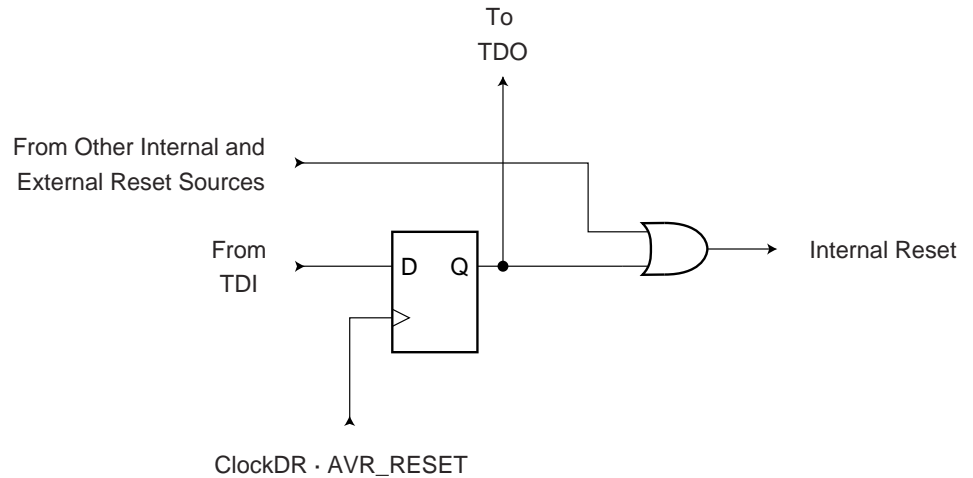 To
TDO
From Other Internal and
External Reset Sources
From
TDI
D
Q
Internal Reset
ClockDR · AVR_RESET